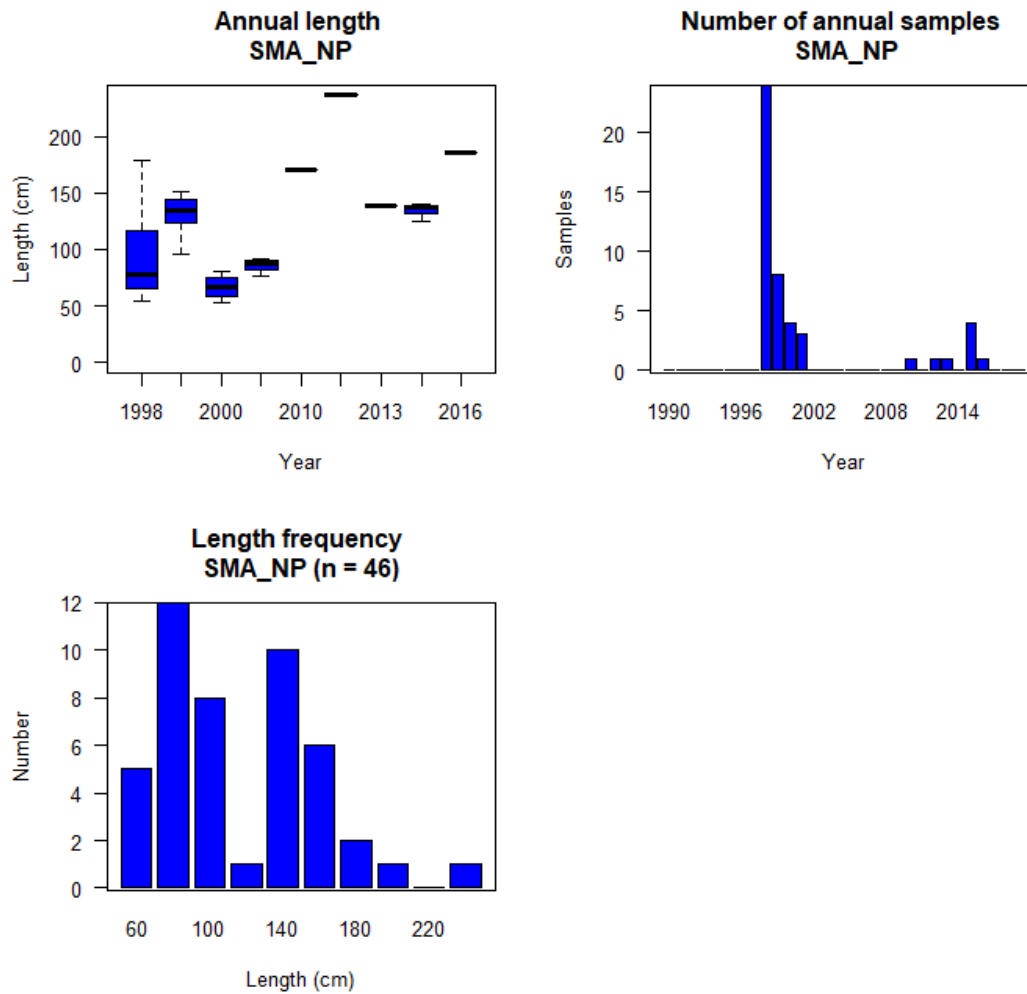 Annual length
SMA_NP
Length (cm)
200
150
100
50
0
1998
2000
2010
2013
2016
Year
Number of annual samples
SMA_NP
Samples
20
15
10
5
0
1990
1996
2002
2008
2014
Year
Length frequency
SMA_NP (n = 46)
Number
12
10
8
6
4
2
0
60
100
140
180
220
Length (cm)